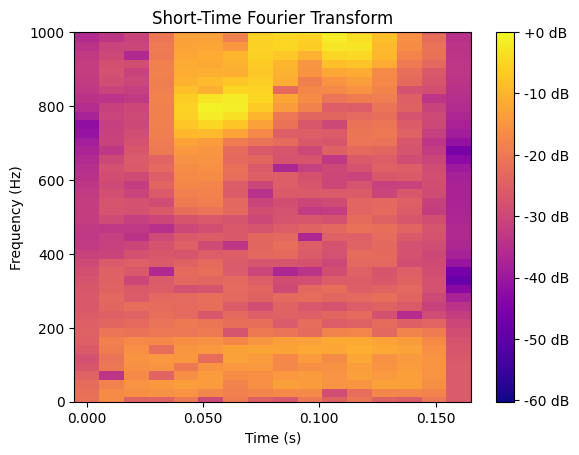 Short-Time Fourier Transform
1000
800
600
400
200
0
Frequency (Hz)
0.000
0.050
0.100
0.150
Time (s)
+0 dB
-10 dB
-20 dB
-30 dB
-40 dB
-50 dB
-60 dB